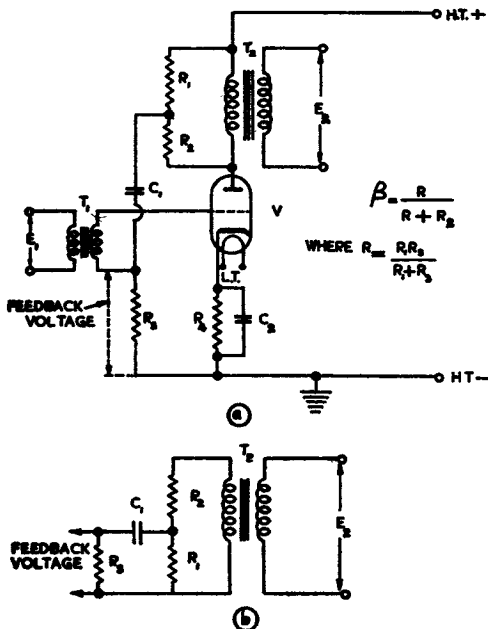 H.T.+
T₂
R₁
R₂
E₂
C₁
V
β = R / R + R₂
WHERE R = R₁R₃ / R₁+R₃
T₁
E₁
L.T.
FEEDBACK
VOLTAGE
R₃
R₄
C₂
HT−
a
T₂
C₁
R₂
E₂
FEEDBACK
VOLTAGE
R₃
R₁
b